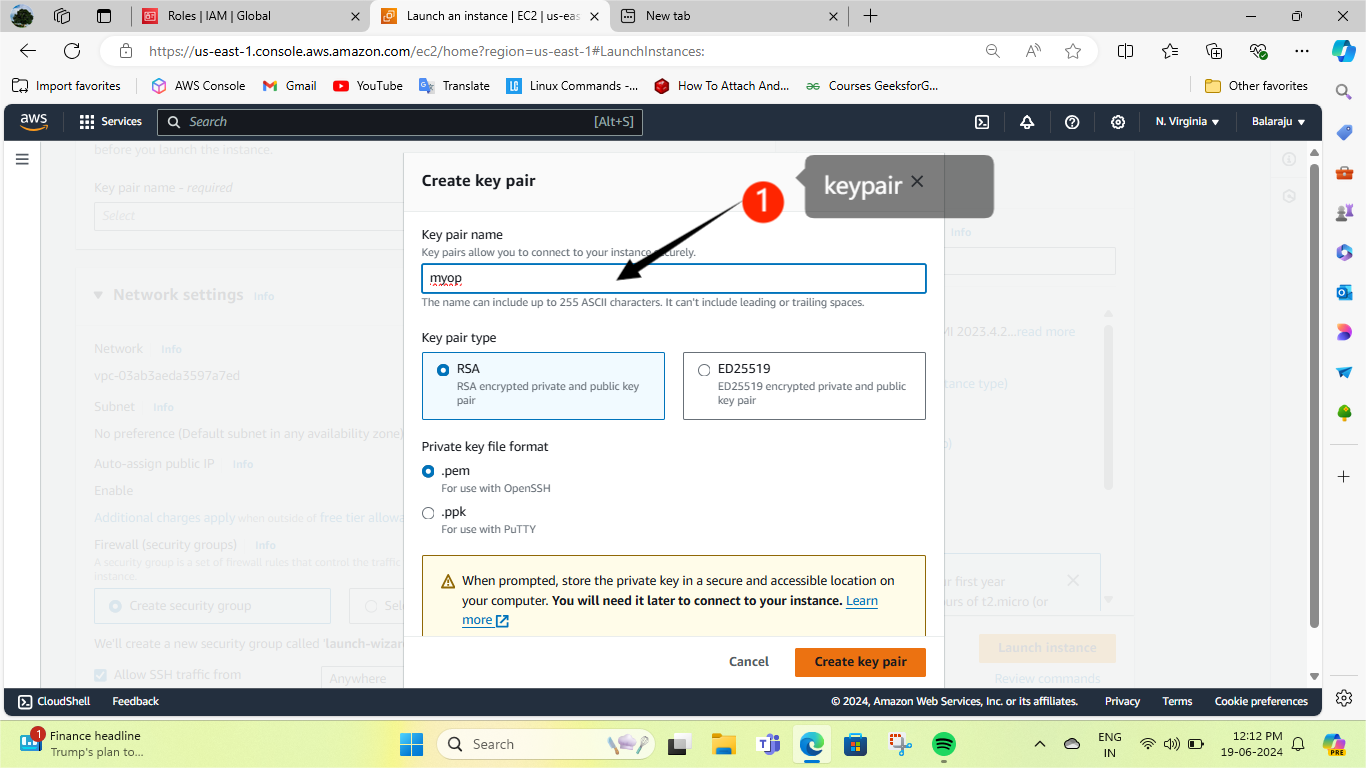 Roles | IAM | Global
Launch an instance | EC2 | us-eas
New tab
https://us-east-1.console.aws.amazon.com/ec2/home?region=us-east-1#LaunchInstances:
Import favorites
AWS Console
Gmail
YouTube
Translate
Linux Commands -...
How To Attach And...
Courses GeeksforG...
Other favorites
aws
Services
Search
[Alt+S]
N. Virginia
Balaraju
before you launch the instance.
Key pair name - required
Select
Network settings Info
Network Info
vpc-03ab3aeda3597a7ed
Subnet Info
No preference (Default subnet in any availability zone)
Auto-assign public IP Info
Enable
Additional charges apply when outside of free tier allowa
Firewall (security groups) Info
A security group is a set of firewall rules that control the traffic
instance.
Create security group
Sele
We'll create a new security group called 'launch-wizar
Allow SSH traffic from
Anywhere
Create key pair
1
keypair
Key pair name
Key pairs allow you to connect to your instance securely.
myop
The name can include up to 255 ASCII characters. It can't include leading or trailing spaces.
Key pair type
RSA
RSA encrypted private and public key
pair
ED25519
ED25519 encrypted private and public
key pair
Private key file format
.pem
For use with OpenSSH
.ppk
For use with PuTTY
When prompted, store the private key in a secure and accessible location on
your computer. You will need it later to connect to your instance. Learn
more
Cancel
Create key pair
Info
MI 2023.4.2...read more
tance type)
ur first year
urs of t2.micro (or
Launch instance
Review commands
CloudShell
Feedback
© 2024, Amazon Web Services, Inc. or its affiliates.
Privacy
Terms
Cookie preferences
1
Finance headline
Trump's plan to...
Search
ENG
IN
12:12 PM
19-06-2024
PRE